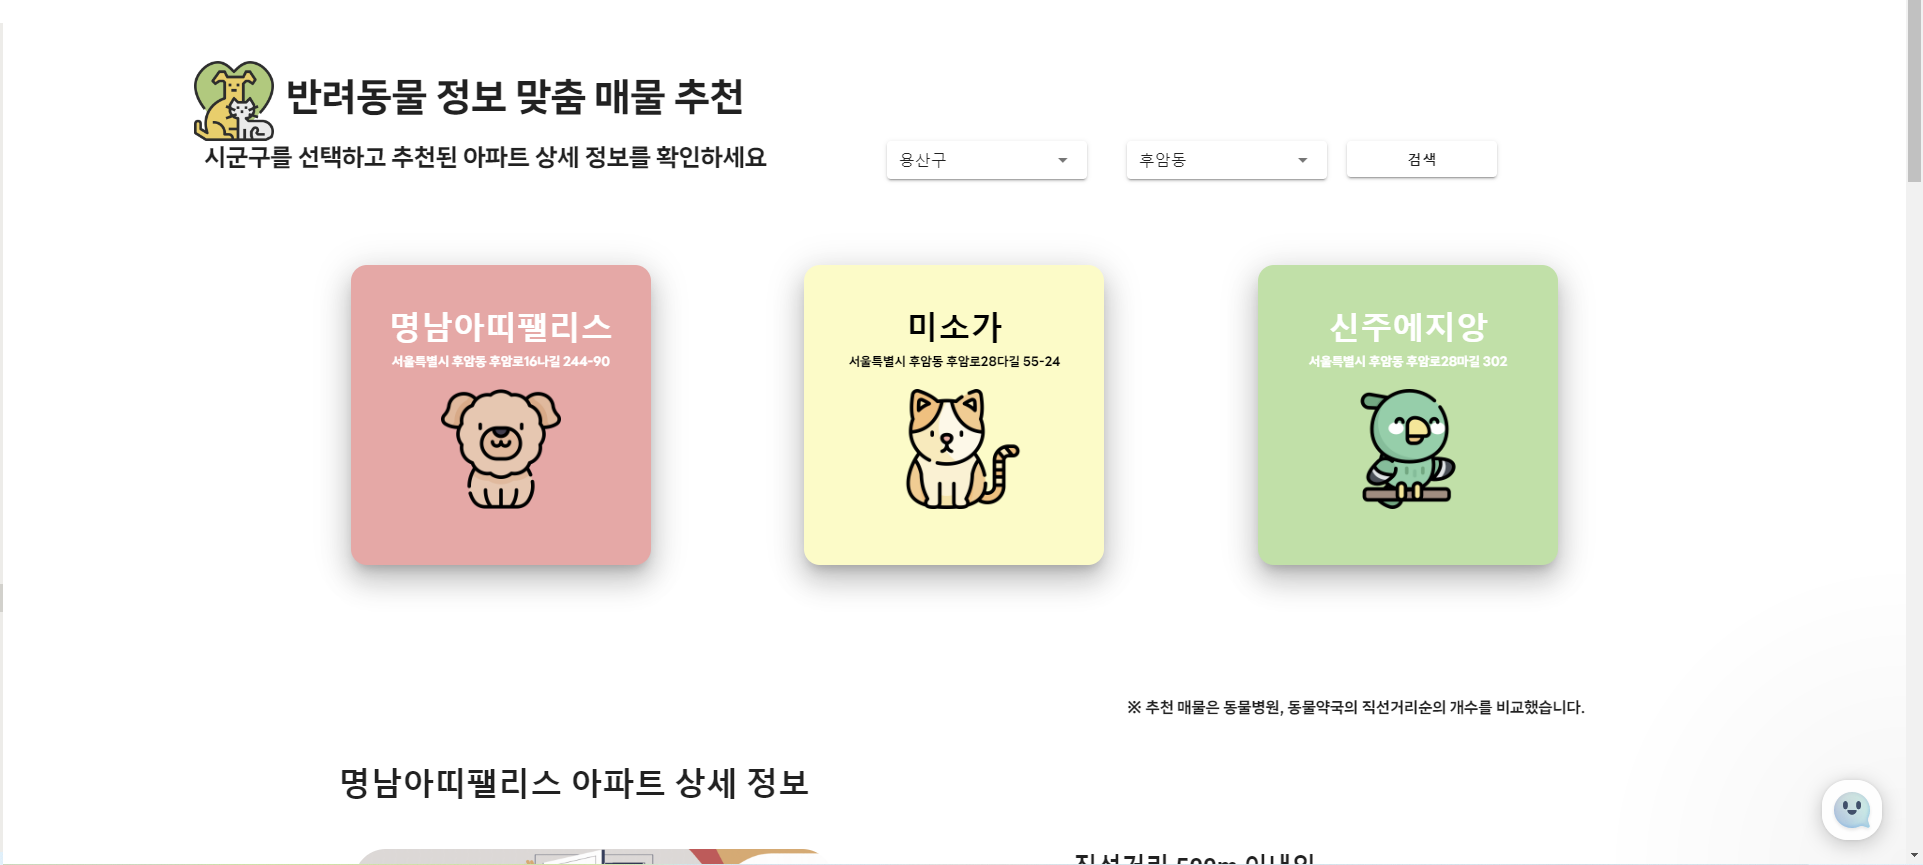 반려동물 정보 맞춤 매물 추천
시군구를 선택하고 추천된 아파트 상세 정보를 확인하세요
용산구
후암동
검색
명남아띠팰리스
서울특별시 후암동 후암로16나길 244-90
미소가
서울특별시 후암동 후암로28다길 55-24
신주에지앙
서울특별시 후암동 후암로28마길 302
※ 추천 매물은 동물병원, 동물약국의 직선거리순의 개수를 비교했습니다.
명남아띠팰리스 아파트 상세 정보
직선거리 500m 이내의